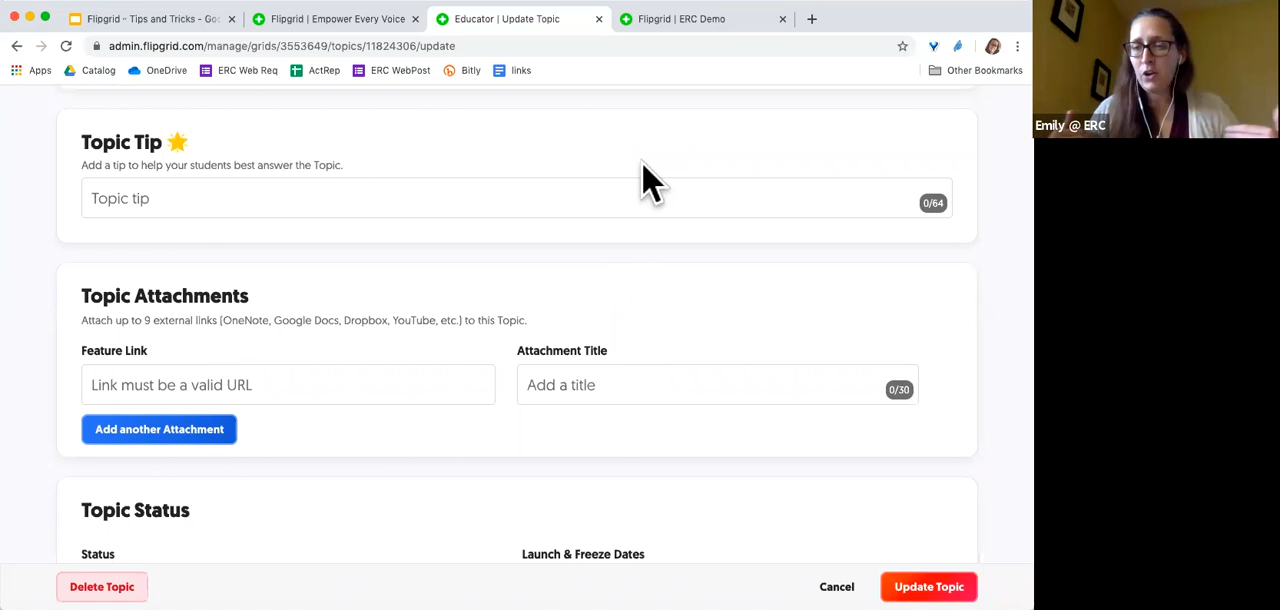 Flipgrid - Tips and Tricks - Goo
Flipgrid | Empower Every Voice
Educator | Update Topic
Flipgrid | ERC Demo
admin.flipgrid.com/manage/grids/3553649/topics/11824306/update
Apps
Catalog
OneDrive
ERC Web Req
ActRep
ERC WebPost
Bitly
links
Other Bookmarks
Emily @ ERC
Topic Tip
Add a tip to help your students best answer the Topic.
Topic tip
0/64
Topic Attachments
Attach up to 9 external links (OneNote, Google Docs, Dropbox, YouTube, etc.) to this Topic.
Feature Link
Attachment Title
Link must be a valid URL
Add a title
0/30
Add another Attachment
Topic Status
Status
Launch & Freeze Dates
Delete Topic
Cancel
Update Topic